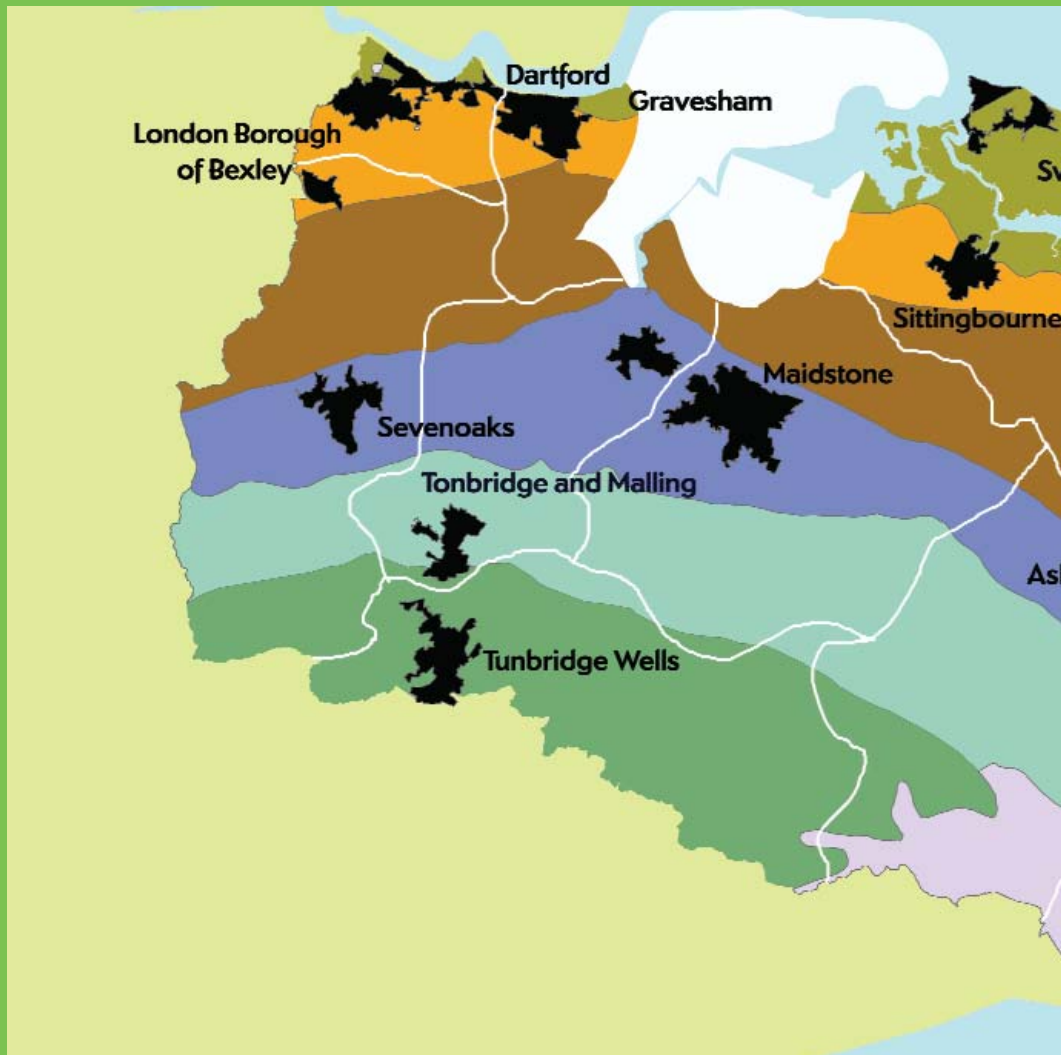 Dartford
Gravesham
London Borough
of Bexley
Sittingbourne
Maidstone
Sevenoaks
Tonbridge and Malling
Tunbridge Wells